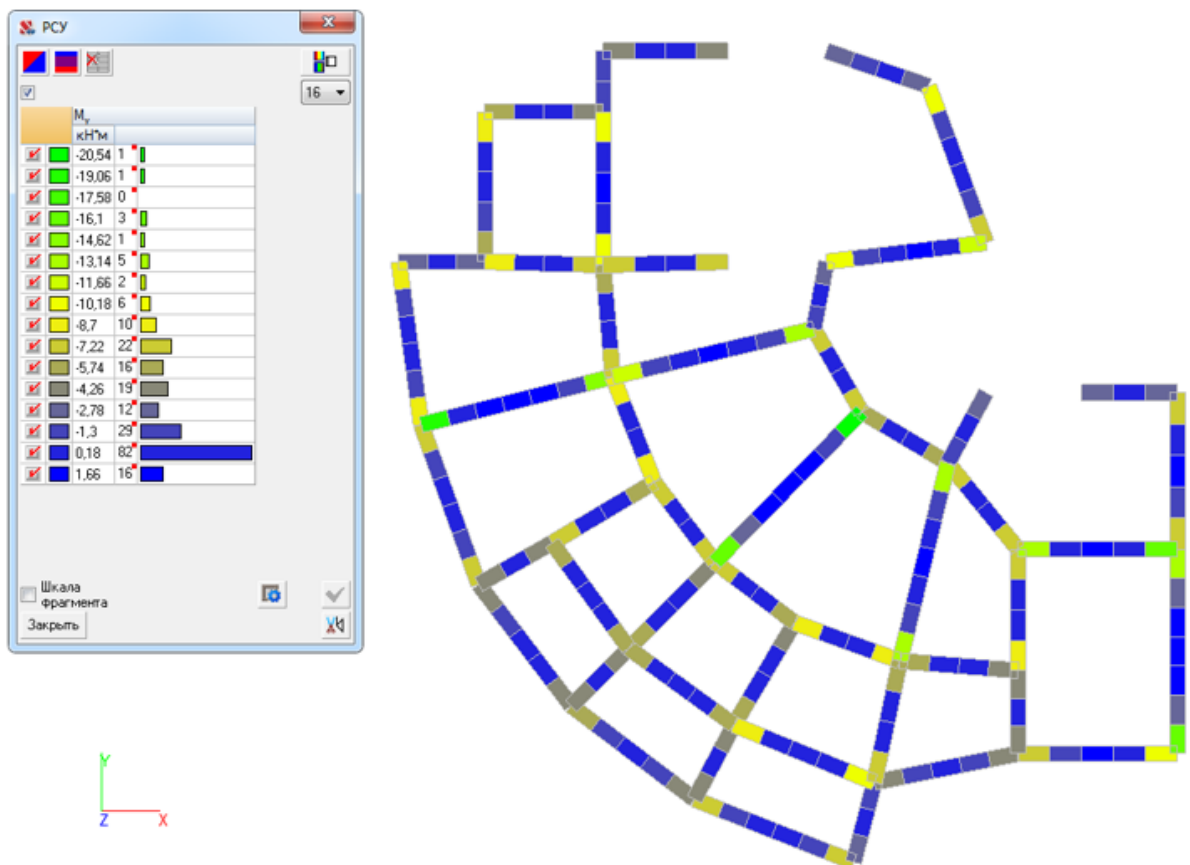 РСУ
16
My
кН*м
-20,54 1
-19,06 1
-17,58 0
-16,1 3
-14,62 1
-13,14 5
-11,66 2
-10,18 6
-8,7 10
-7,22 22
-5,74 16
-4,26 19
-2,78 12
-1,3 29
0,18 82
1,66 16
Шкала
фрагмента
Закрыть
Y
Z X